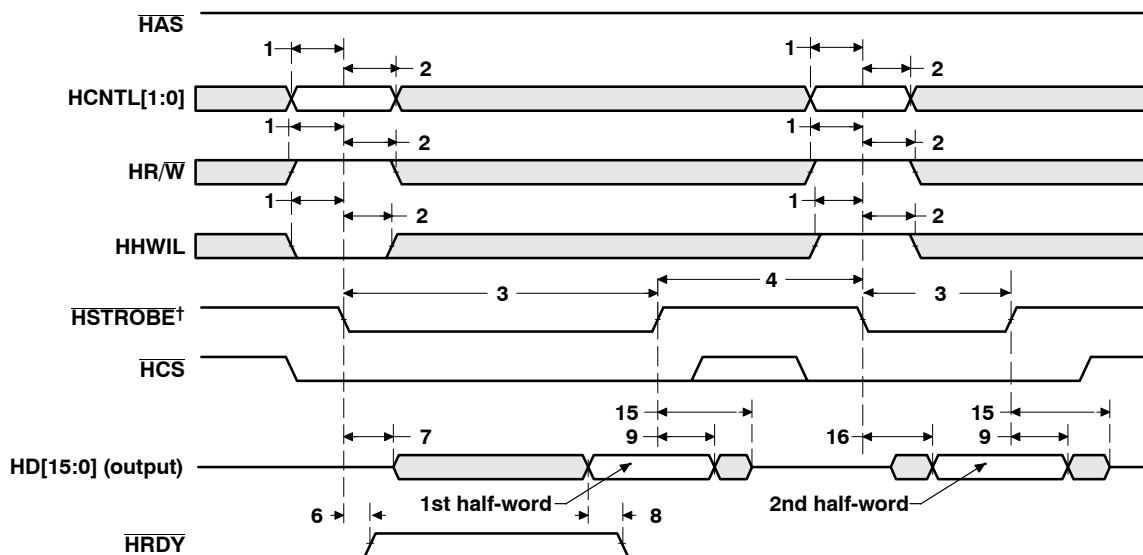 HAS
1 1
2 2
HCNTL[1:0]
1 1
2 2
HR/W
1 1
2 2
HHWIL
4
3 3
HSTROBE†
HCS
15 15
7 9 16 9
HD[15:0] (output)
1st half-word 2nd half-word
6 8
HRDY